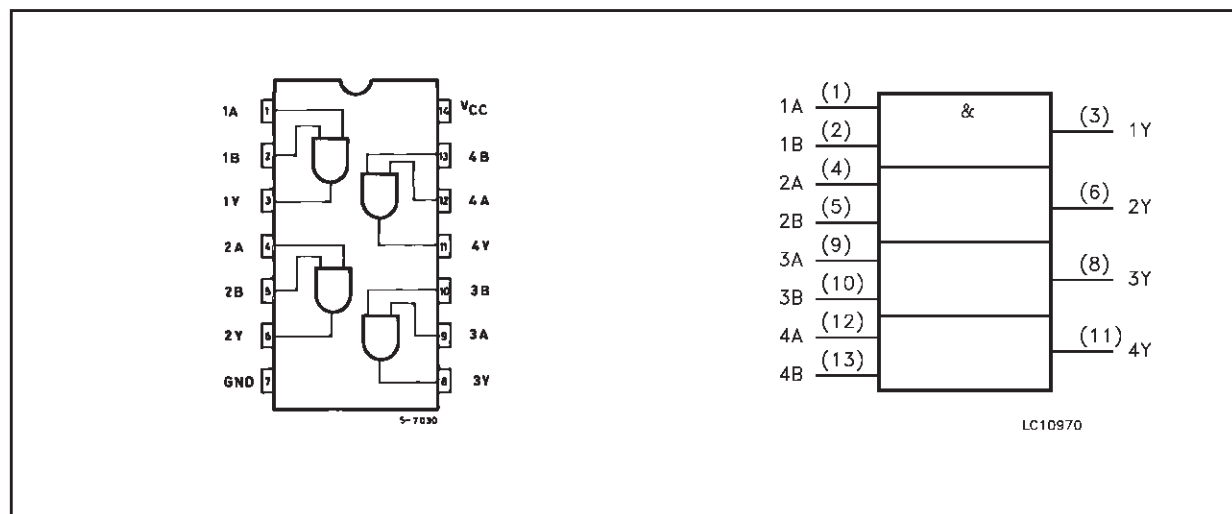 1A 1 14 VCC
1B 2 13 4B
1Y 3 12 4A
2A 4 11 4Y
2B 5 10 3B
2Y 6 9 3A
GND 7 8 3Y
S-7030
&
1A (1)
1B (2)
2A (4)
2B (5)
3A (9)
3B (10)
4A (12)
4B (13)
(3) 1Y
(6) 2Y
(8) 3Y
(11) 4Y
LC10970